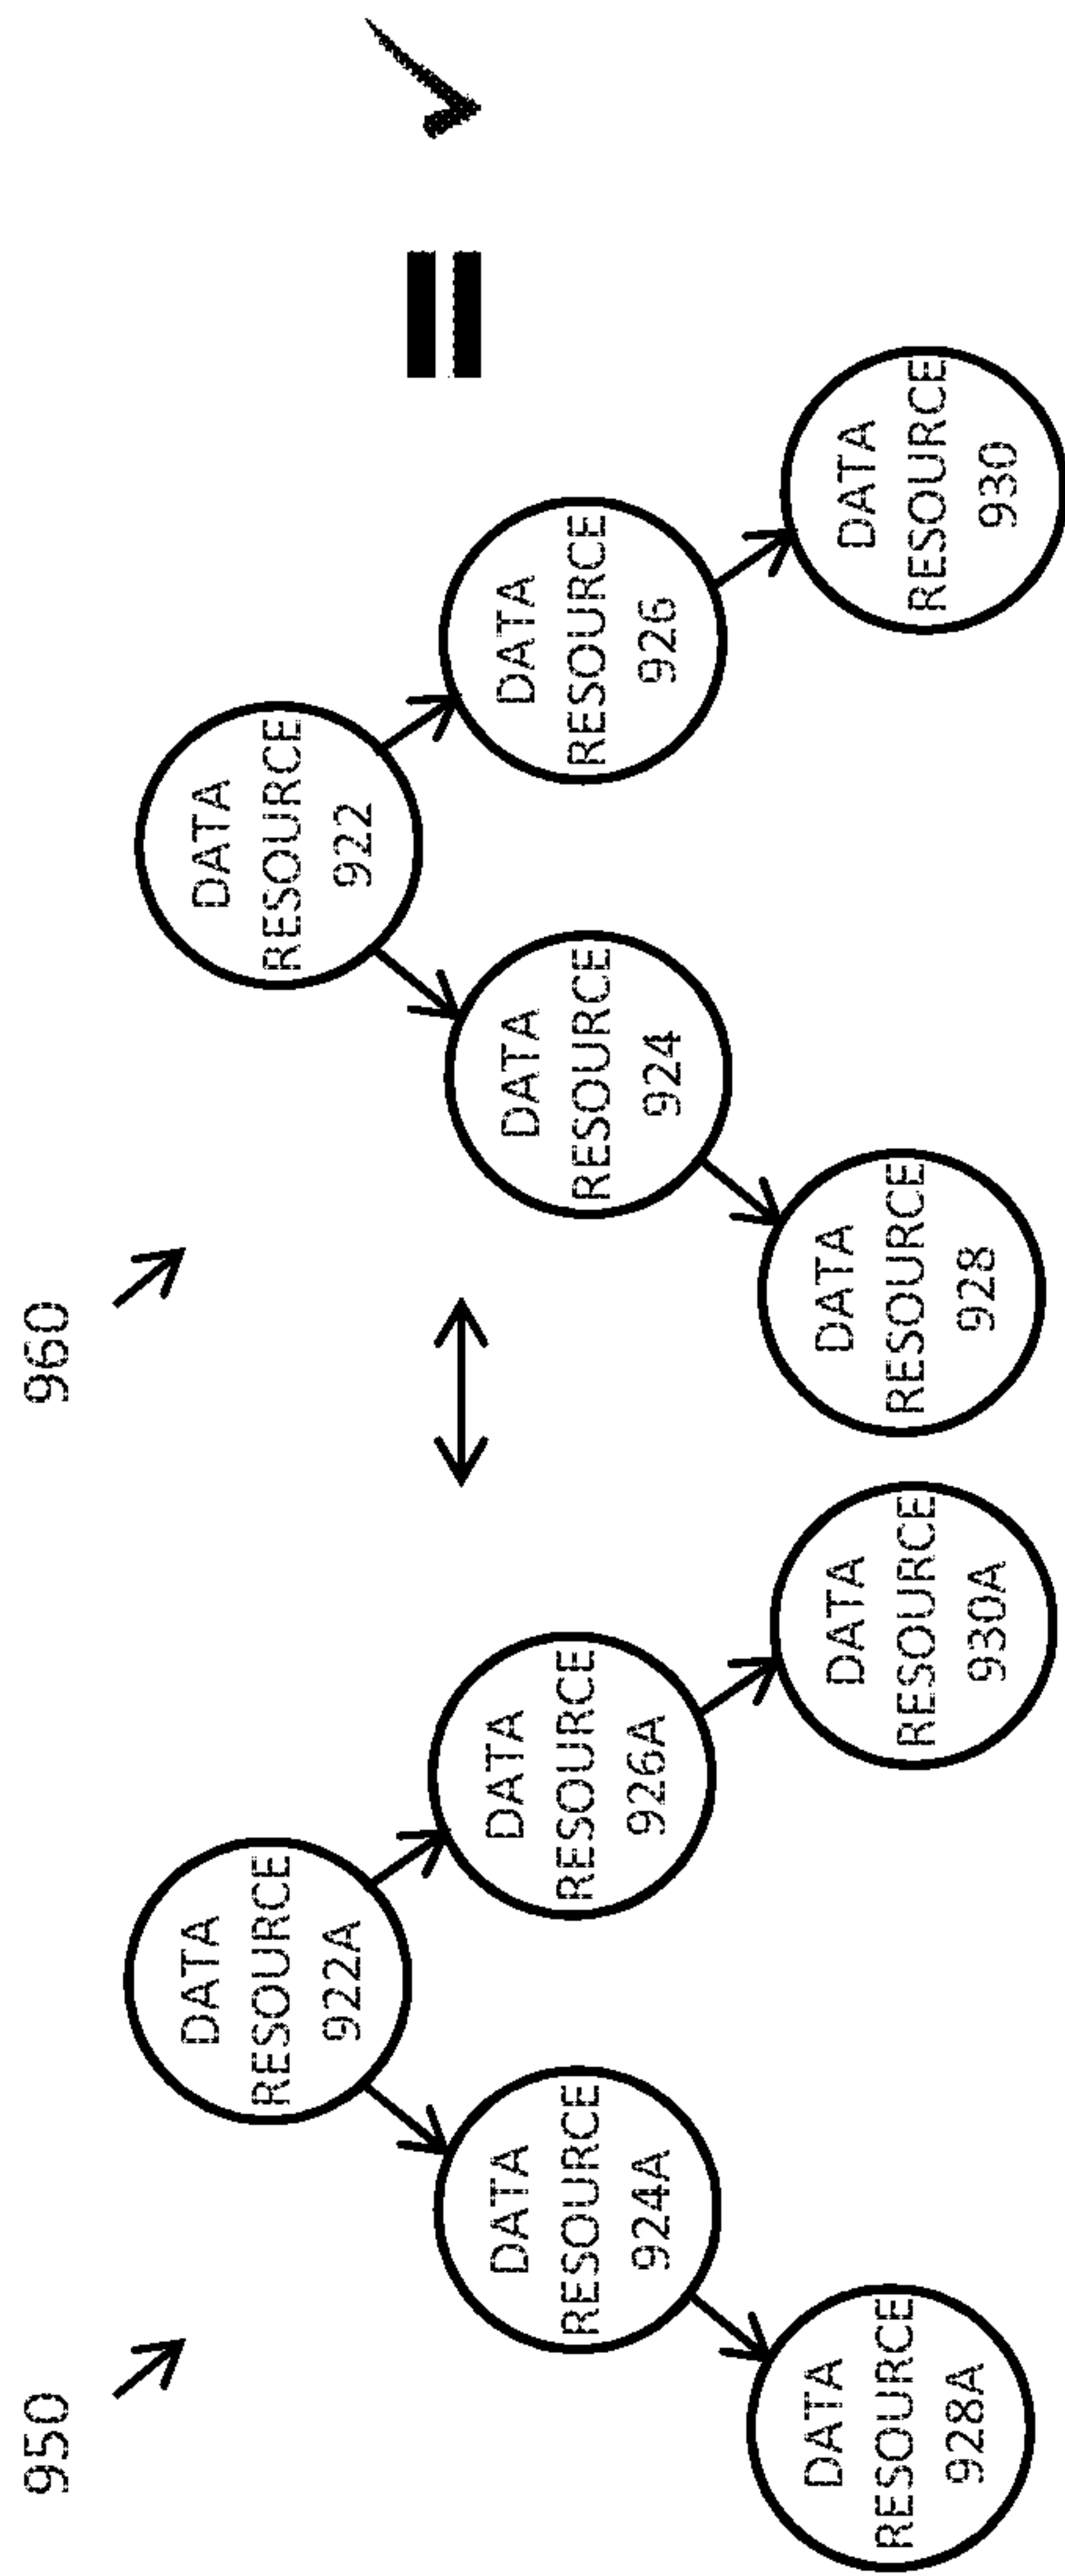 950
DATA
RESOURCE
922A
DATA
RESOURCE
924A
DATA
RESOURCE
926A
DATA
RESOURCE
928A
DATA
RESOURCE
930A
960
DATA
RESOURCE
922
DATA
RESOURCE
924
DATA
RESOURCE
926
DATA
RESOURCE
928
DATA
RESOURCE
930
=